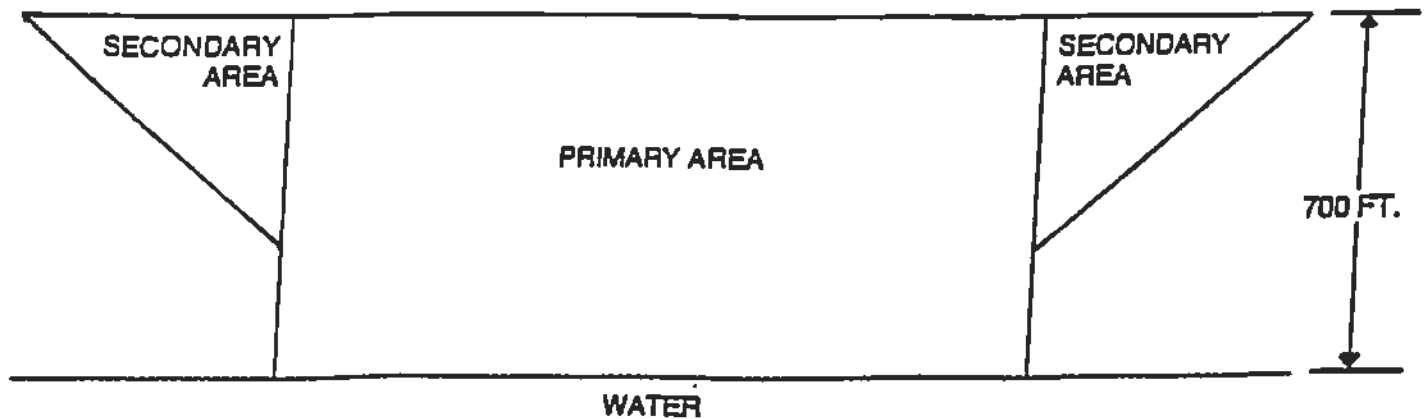 SECONDARY
AREA
SECONDARY
AREA
PRIMARY AREA
700 FT.
WATER